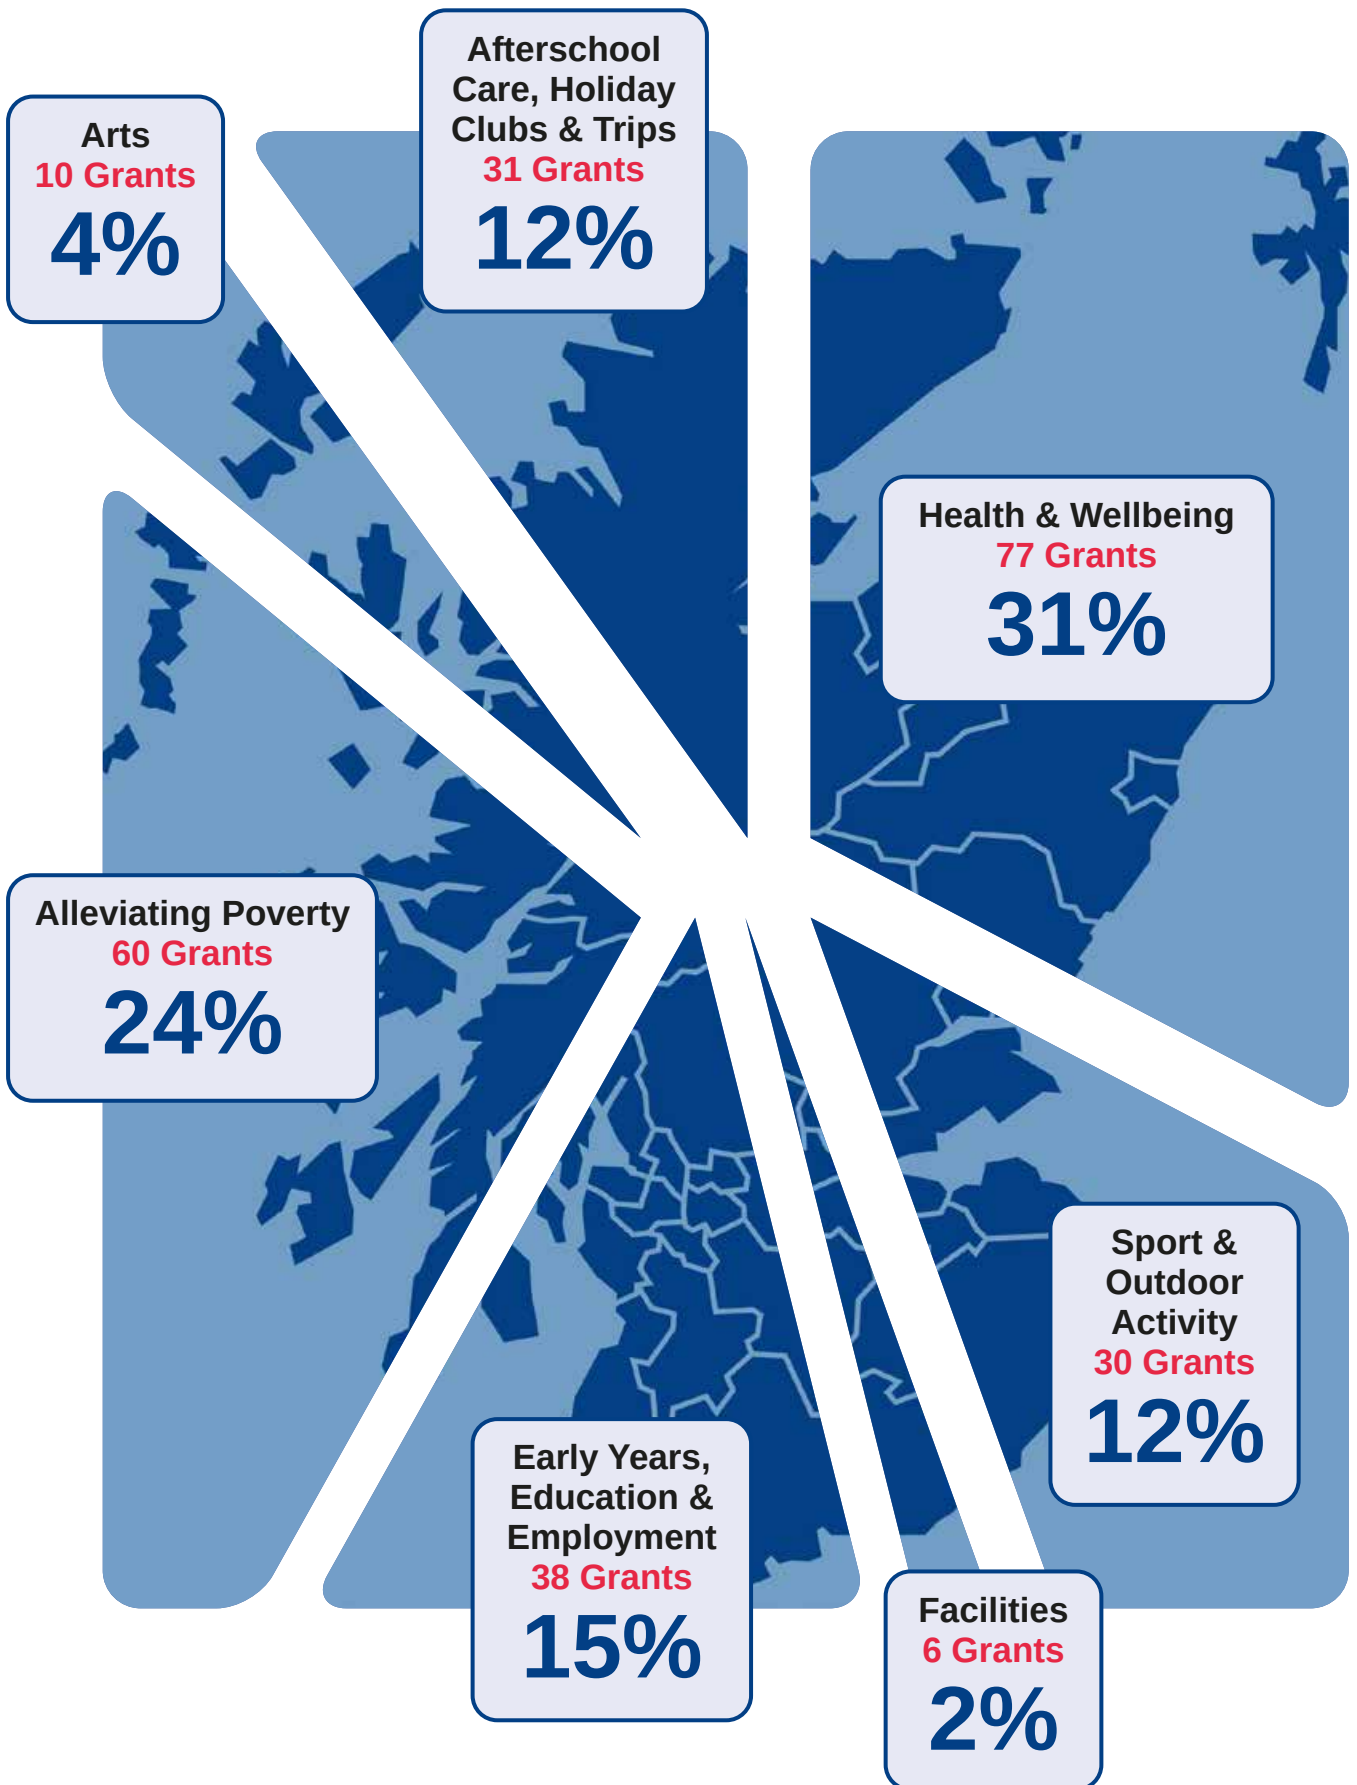 Afterschool
Care, Holiday
Clubs & Trips
31 Grants
12%
Arts
10 Grants
4%
Health & Wellbeing
77 Grants
31%
Alleviating Poverty
60 Grants
24%
Sport &
Outdoor
Activity
30 Grants
12%
Early Years,
Education &
Employment
38 Grants
15%
Facilities
6 Grants
2%